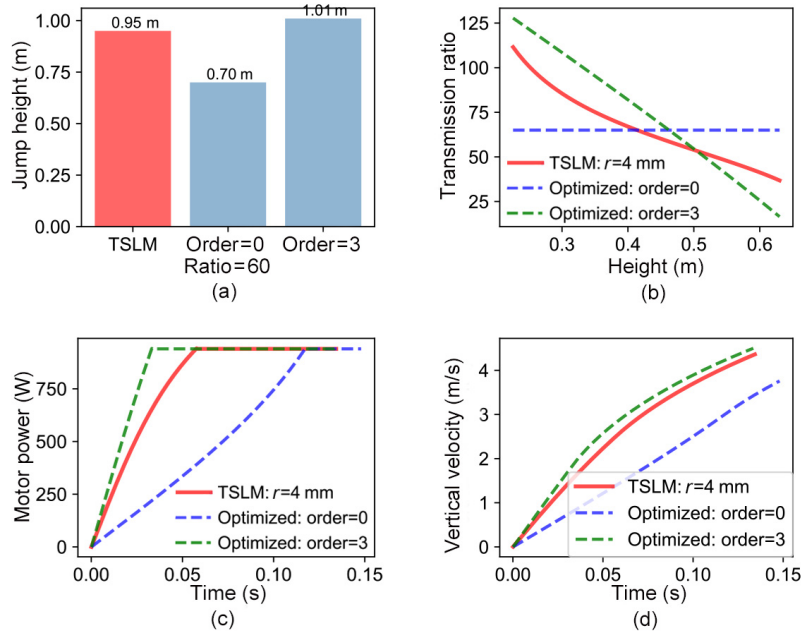 0.95 m
0.70 m
1.01 m
Jump height (m)
1.00
0.75
0.50
0.25
0.00
TSLM
Order=0
Order=3
Ratio=60
(a)
Transmission ratio
125
100
75
50
25
TSLM: r=4 mm
Optimized: order=0
Optimized: order=3
0.3
0.4
0.5
0.6
Height (m)
(b)
Motor power (W)
750
500
250
0
TSLM: r=4 mm
Optimized: order=0
Optimized: order=3
0.00
0.05
0.10
0.15
Time (s)
(c)
Vertical velocity (m/s)
4
3
2
1
0
TSLM: r=4 mm
Optimized: order=0
Optimized: order=3
0.00
0.05
0.10
0.15
Time (s)
(d)